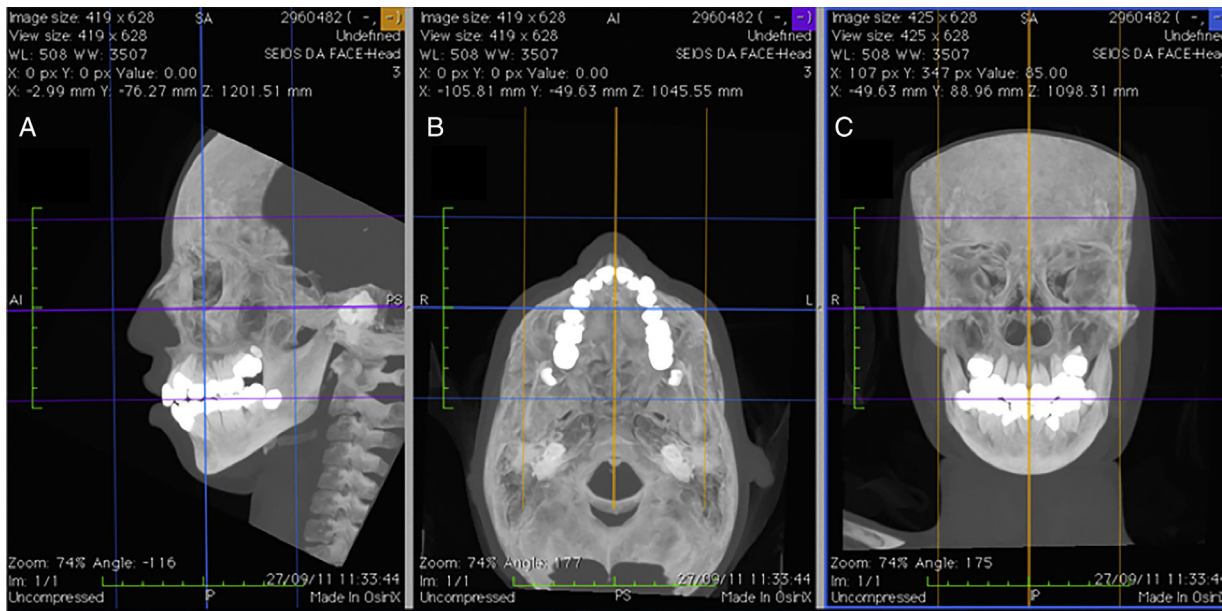 Image size: 419 x 628
SA
2960482 ( -, -)
View size: 419 x 628
Undefined
WL: 508 WW: 3507
SEIOS DA FACE-Head
X: 0 px Y: 0 px Value: 0.00
3
X: -2.99 mm Y: -76.27 mm Z: 1201.51 mm
A
AI
PS
Zoom: 74% Angle: -116
Im: 1/1
27/09/11 11:33:44
Uncompressed
IP
Made In OsiriX
Image size: 419 x 628
AI
2960482 ( -, -)
View size: 419 x 628
Undefined
WL: 508 WW: 3507
SEIOS DA FACE-Head
X: 0 px Y: 0 px Value: 0.00
3
X: -105.81 mm Y: -49.63 mm Z: 1045.55 mm
B
R
L
Zoom: 74% Angle: 177
Im: 1/1
27/09/11 11:33:44
Uncompressed
PS
Made In OsiriX
Image size: 425 x 628
SA
2960482 ( -, -)
View size: 425 x 628
Undefined
WL: 508 WW: 3507
SEIOS DA FACE-Head
X: 107 px Y: 347 px Value: 85.00
X: -49.63 mm Y: 88.96 mm Z: 1098.31 mm
C
R
Zoom: 74% Angle: 175
Im: 1/1
27/09/11 11:33:44
Uncompressed
IP
Made In OsiriX